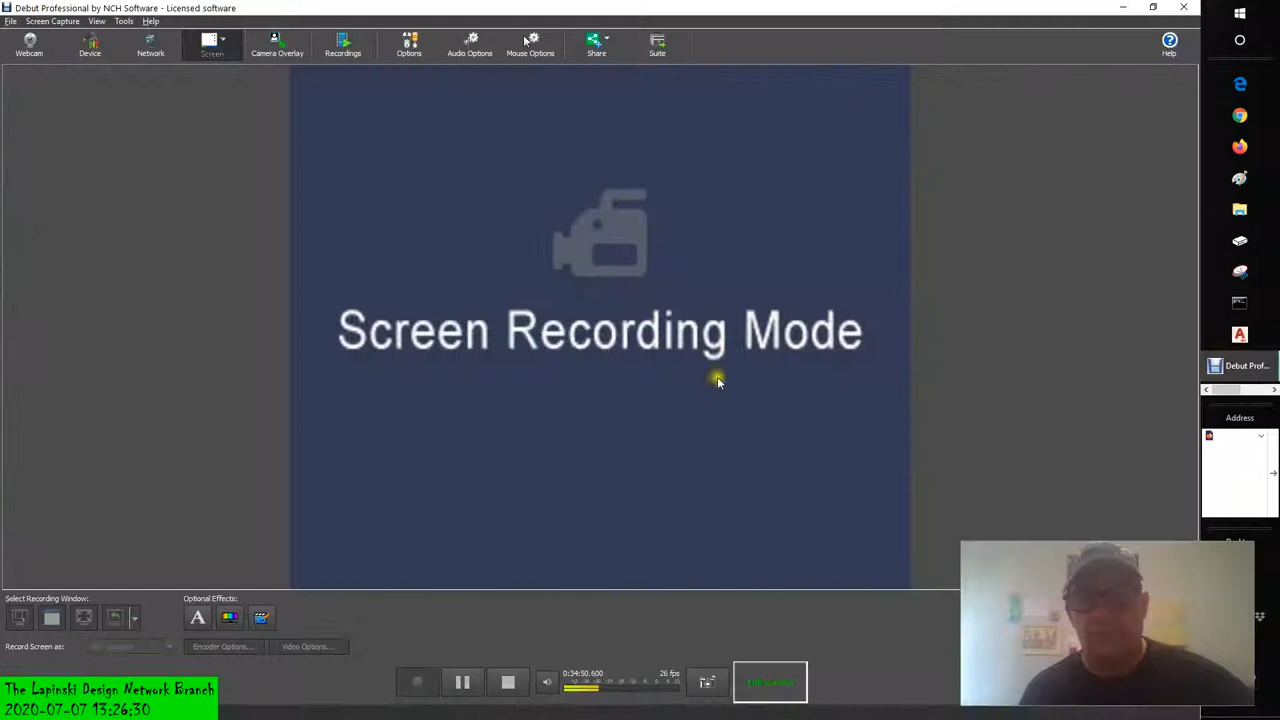 Debut Professional by NCH Software - Licensed software
File Screen Capture View Tools Help
Webcam Device Network Screen Camera Overlay Recordings Options Audio Options Mouse Options Share Suite Help
Screen Recording Mode
Debut Prof...
Address
Select Recording Window:
Optional Effects:
A
Record Screen as:
Encoder Options...
Video Options...
0:34:50.600
26 fps
The Lapinski Design Network Branch
2020-07-07 13:26:30